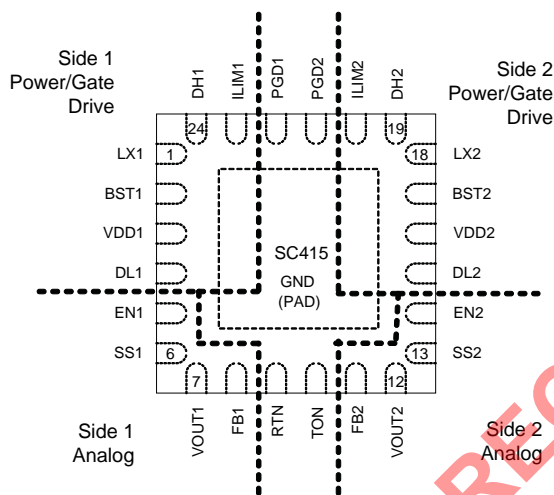 Side 1
Power/Gate
Drive
DH1
ILIM1
PGD1
PGD2
ILIM2
DH2
Side 2
Power/Gate
Drive
24
19
LX1
1
18
LX2
BST1
BST2
VDD1
VDD2
SC415
DL1
GND
DL2
(PAD)
EN1
EN2
SS1
6
13
SS2
7
12
VOUT1
FB1
RTN
TON
FB2
VOUT2
Side 1
Analog
Side 2
Analog
REC